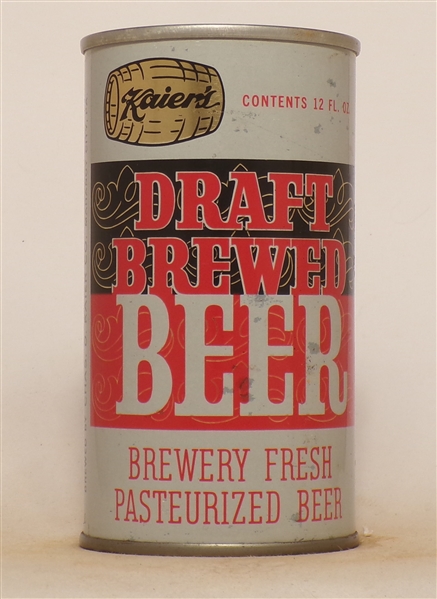 Kaier's
CONTENTS 12 FL. OZ
DRAFT
BREWED
BEER
BREWERY FRESH
PASTEURIZED BEER